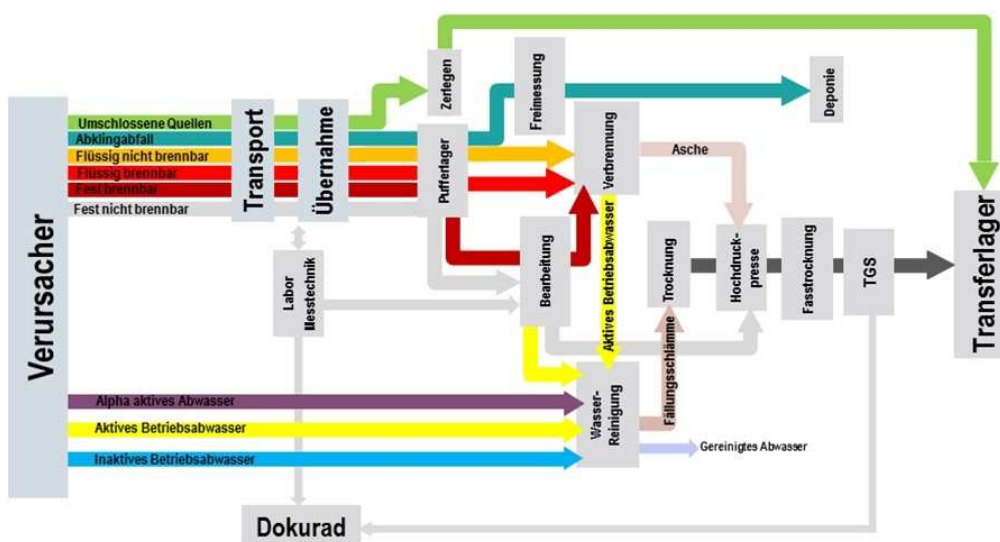 Verursacher
Umschlossene Quellen
Abklingabfall
Flüssig nicht brennbar
Flüssig brennbar
Fest brennbar
Fest nicht brennbar
Transport
Übernahme
Labor
Messtechnik
Pufferlager
Zerlegen
Freimessung
Deponie
Verbrennung
Asche
Bearbeitung
Aktives Betriebsabwasser
Trocknung
Hochdruck-
presse
Fasstrocknung
TGS
Transferlager
Fällungsschlämme
Wasser-
Reinigung
Gereinigtes Abwasser
Alpha aktives Abwasser
Aktives Betriebsabwasser
Inaktives Betriebsabwasser
Dokurad